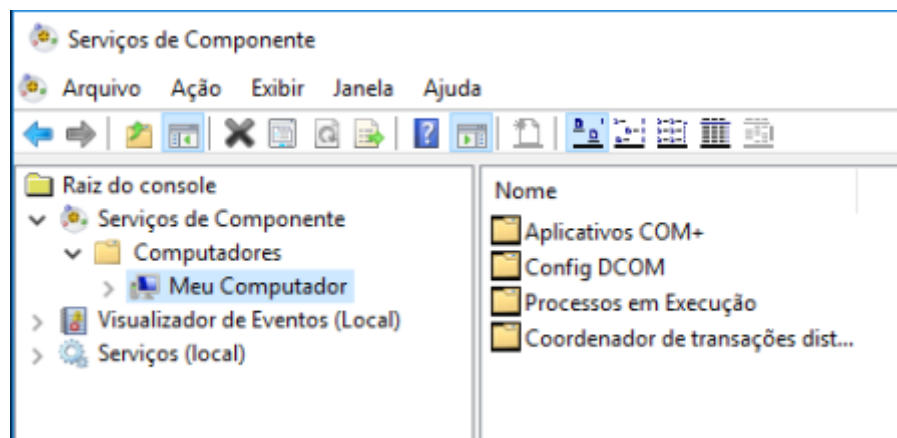 Serviços de Componente
Arquivo Ação Exibir Janela Ajuda
Raiz do console
Serviços de Componente
Computadores
Meu Computador
Visualizador de Eventos (Local)
Serviços (local)
Nome
Aplicativos COM+
Config DCOM
Processos em Execução
Coordenador de transações dist...